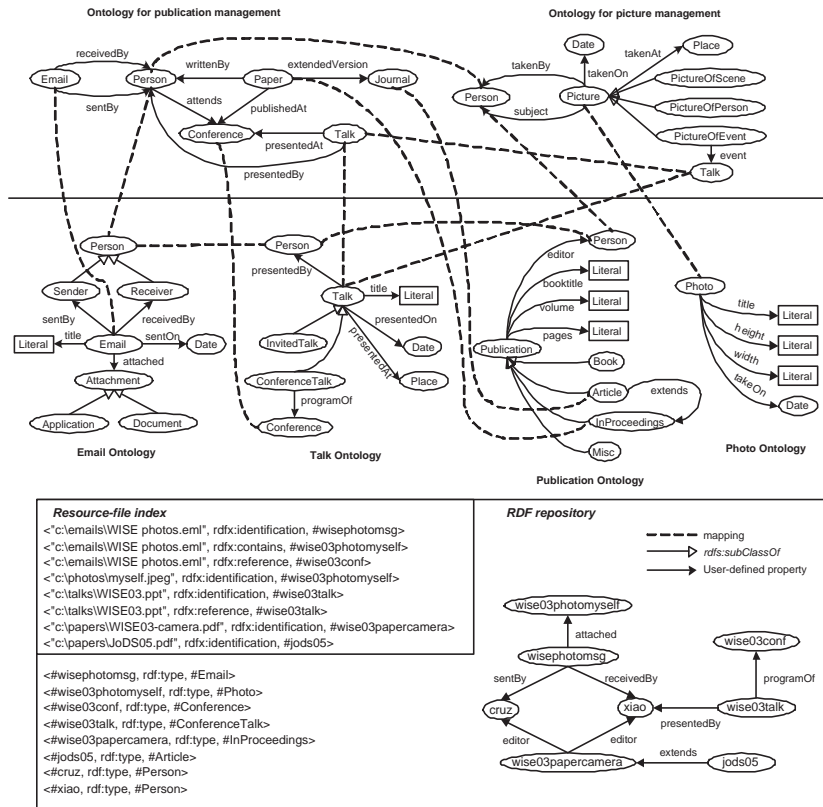 Ontology for publication management
Ontology for picture management
receivedBy
Email
Person
writtenBy
Paper
extendedVersion
Journal
sentBy
attends
publishedAt
Conference
presentedAt
Talk
presentedBy
Date
takenBy
takenOn
takenAt
Place
Person
subject
Picture
PictureOfScene
PictureOfPerson
PictureOfEvent
event
Talk
Person
Sender
Receiver
sentBy
receivedBy
Literal
title
Email
sentOn
Date
attached
Attachment
Application
Document
Email Ontology
Person
presentedBy
Talk
title
Literal
presentedOn
InvitedTalk
Date
presentedAt
ConferenceTalk
Place
programOf
Conference
Talk Ontology
Person
editor
booktitle
Literal
volume
Literal
pages
Literal
Publication
Book
Article
extends
InProceedings
Misc
Publication Ontology
Photo
title
Literal
height
Literal
width
Literal
takeOn
Date
Photo Ontology
Resource-file index
<"c:\emails\WISE photos.eml", rdfx:identification, #wisephotomsg>
<"c:\emails\WISE photos.eml", rdfx:contains, #wise03photomyself>
<"c:\emails\WISE photos.eml", rdfx:reference, #wise03conf>
<"c:\photos\myself.jpeg", rdfx:identification, #wise03photomyself>
<"c:\talks\WISE03.ppt", rdfx:identification, #wise03talk>
<"c:\talks\WISE03.ppt", rdfx:reference, #wise03talk>
<"c:\papers\WISE03-camera.pdf", rdfx:identification, #wise03papercamera>
<"c:\papers\JoDS05.pdf", rdfx:identification, #jods05>
<#wisephotomsg, rdf:type, #Email>
<#wise03photomyself, rdf:type, #Photo>
<#wise03conf, rdf:type, #Conference>
<#wise03talk, rdf:type, #ConferenceTalk>
<#wise03papercamera, rdf:type, #InProceedings>
<#jods05, rdf:type, #Article>
<#cruz, rdf:type, #Person>
<#xiao, rdf:type, #Person>
RDF repository
mapping
rdfs:subClassOf
User-defined property
wise03photomyself
attached
wisephotomsg
wise03conf
sentBy
receivedBy
programOf
cruz
xiao
wise03talk
presentedBy
editor
editor
extends
wise03papercamera
jods05